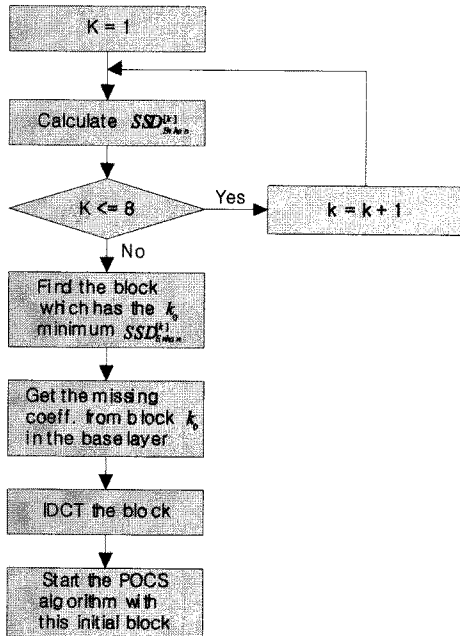 K = 1
Calculate SSD[k]Enhan
K <= 8
Yes
k = k + 1
No
Find the block
which has the k0
minimum SSD[k]Enhan
Get the missing
coeff. from block k0
in the base layer
IDCT the block
Start the POCS
algorithm with
this initial block